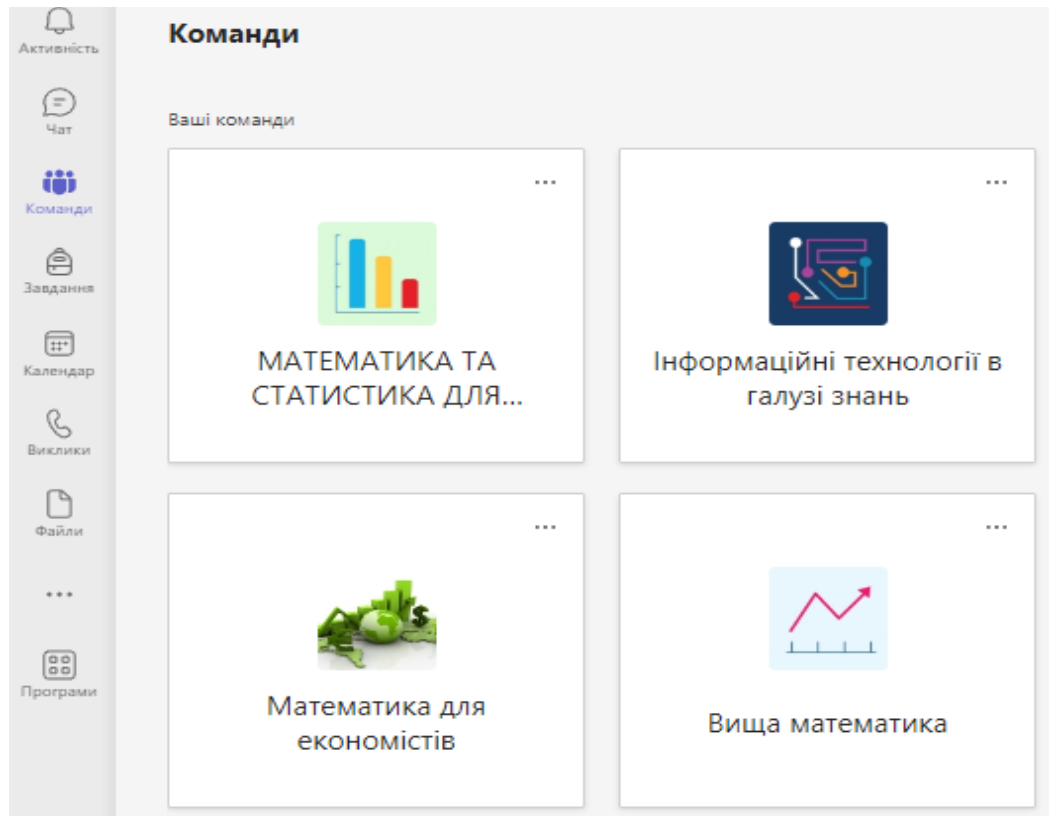 Активність
Чат
Команди
Завдання
Календар
Виклики
Файли
Програми
Команди
Ваші команди
МАТЕМАТИКА ТА
СТАТИСТИКА ДЛЯ...
Інформаційні технології в
галузі знань
Математика для
економістів
Вища математика